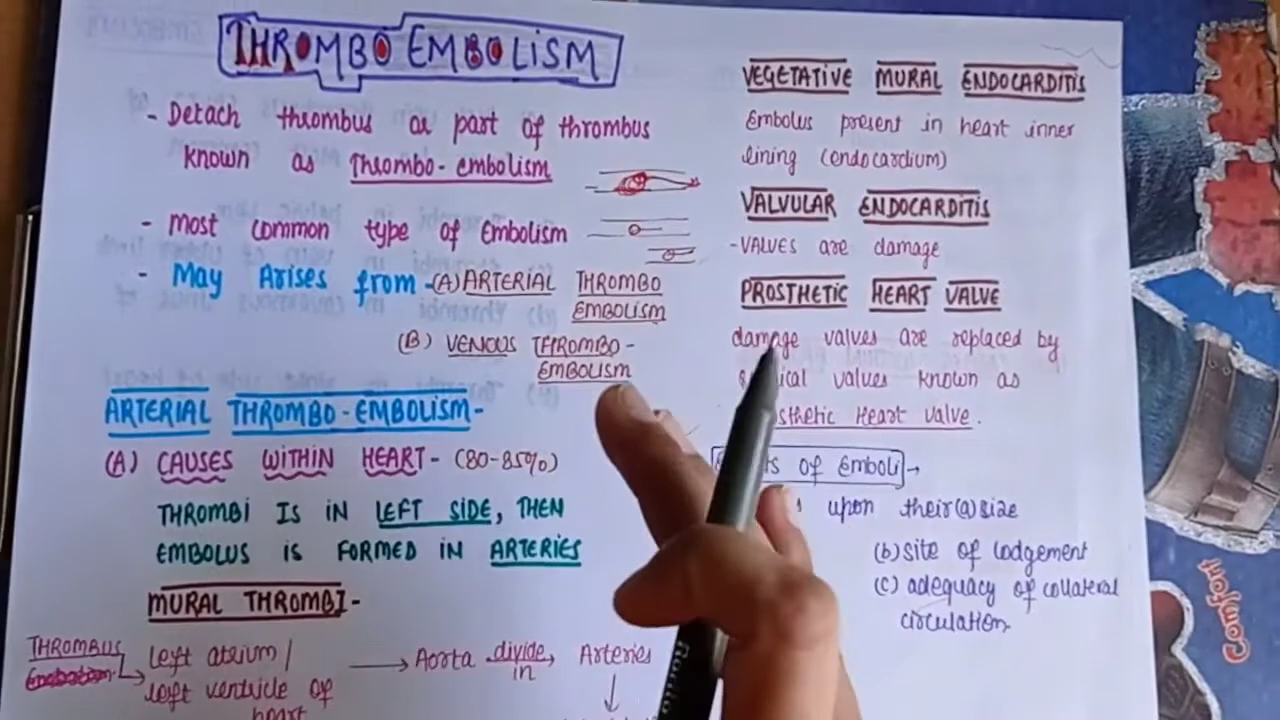 THROMBO EMBOLISM
- Detach thrombus or part of thrombus
known as Thrombo-embolism
- Most common type of Embolism
- May Arises from -(A) ARTERIAL THROMBO
EMBOLISM
(B) VENOUS THROMBO-
EMBOLISM
ARTERIAL THROMBO-EMBOLISM-
(A) CAUSES WITHIN HEART- (80-85%)
THROMBI IS IN LEFT SIDE, THEN
EMBOLUS IS FORMED IN ARTERIES
MURAL THROMBI-
THROMBUS
Left atrium / → Aorta divide in → Arteries ↓
left ventricle of
heart
VEGETATIVE MURAL ENDOCARDITIS
Embolus present in heart inner
lining (endocardium)
VALVULAR ENDOCARDITIS
-VALVES are damage
PROSTHETIC HEART VALVE
damage valves are replaced by
values known as
Heart valve.
of Emboli →
upon their (a) size
(b) site of lodgement
(c) adequacy of collateral
circulation
Comfort